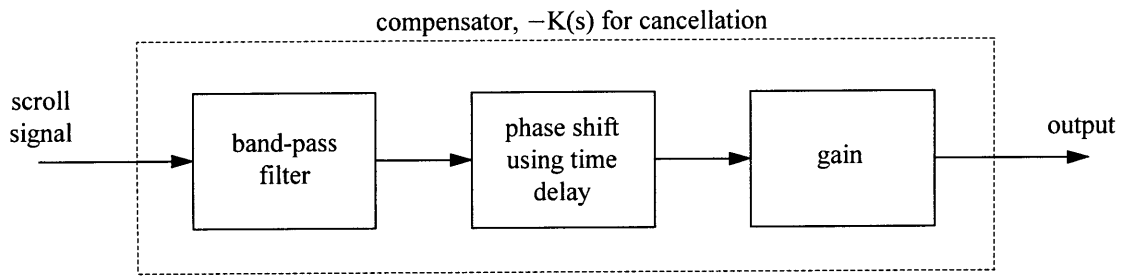 compensator, −K(s) for cancellation
scroll
signal
band-pass
filter
phase shift
using time
delay
gain
output